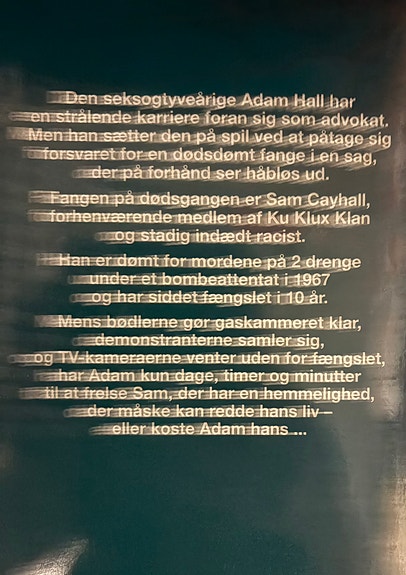 Den seksogtyveårige Adam Hall har
en strålende karriere foran sig som advokat.
Men han sætter den på spil ved at påtage sig
forsvaret for en dødsdømt fange i en sag,
der på forhånd ser håbløs ud.
Fangen på dødsgangen er Sam Cayhall,
forhenværende medlem af Ku Klux Klan
og stadig indædt racist.
Han er dømt for mordene på 2 drenge
under et bombeattentat i 1967
og har siddet fængslet i 10 år.
Mens bødlerne gør gaskammeret klar,
demonstranterne samler sig,
og TV-kameraerne venter uden for fængslet,
har Adam kun dage, timer og minutter
til at frelse Sam, der har en hemmelighed,
der måske kan redde hans liv –
eller koste Adam hans ...